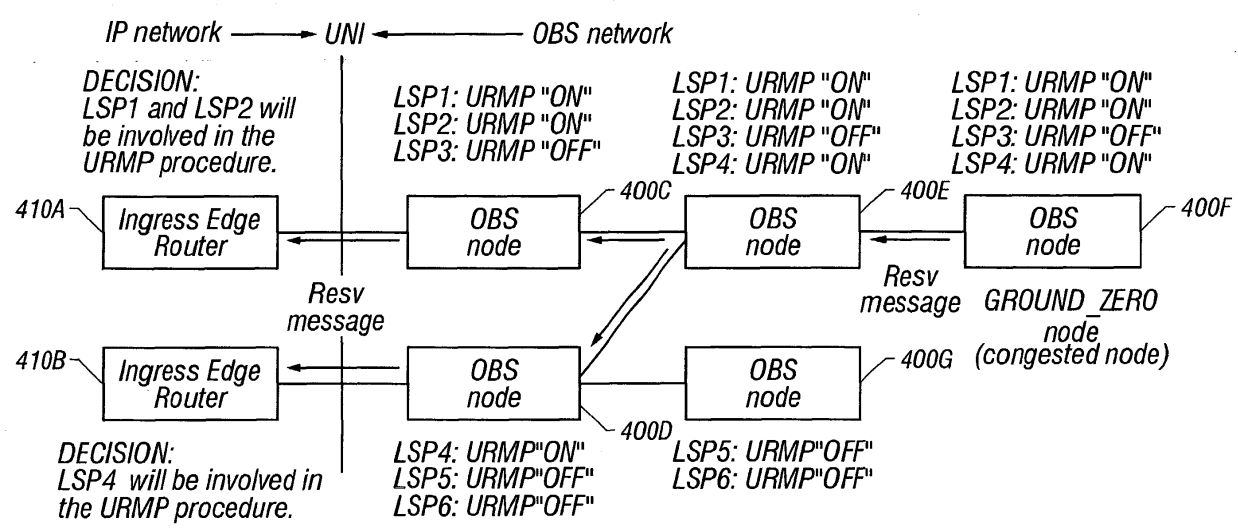 IP network UNI OBS network
DECISION:
LSP1 and LSP2 will
be involved in the
URMP procedure.
LSP1: URMP "ON"
LSP2: URMP "ON"
LSP3: URMP "OFF"
LSP1: URMP "ON"
LSP2: URMP "ON"
LSP3: URMP "OFF"
LSP4: URMP "ON"
LSP1: URMP "ON"
LSP2: URMP "ON"
LSP3: URMP "OFF"
LSP4: URMP "ON"
410A
Ingress Edge
Router
400C
OBS
node
400E
OBS
node
400F
OBS
node
Resv
message
Resv
message
GROUND_ZERO
node
(congested node)
410B
Ingress Edge
Router
OBS
node
400D
OBS
node
400G
DECISION:
LSP4 will be involved in
the URMP procedure.
LSP4: URMP"ON"
LSP5: URMP"OFF"
LSP6: URMP"OFF"
LSP5: URMP"OFF"
LSP6: URMP"OFF"